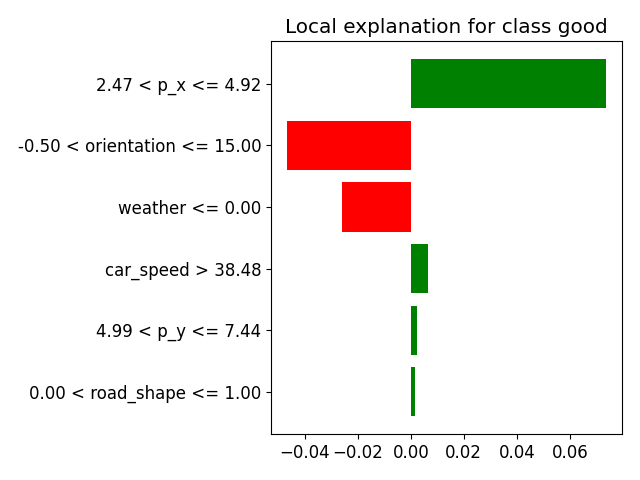 Local explanation for class good
2.47 < p_x <= 4.92
-0.50 < orientation <= 15.00
weather <= 0.00
car_speed > 38.48
4.99 < p_y <= 7.44
0.00 < road_shape <= 1.00
−0.04 −0.02 0.00 0.02 0.04 0.06